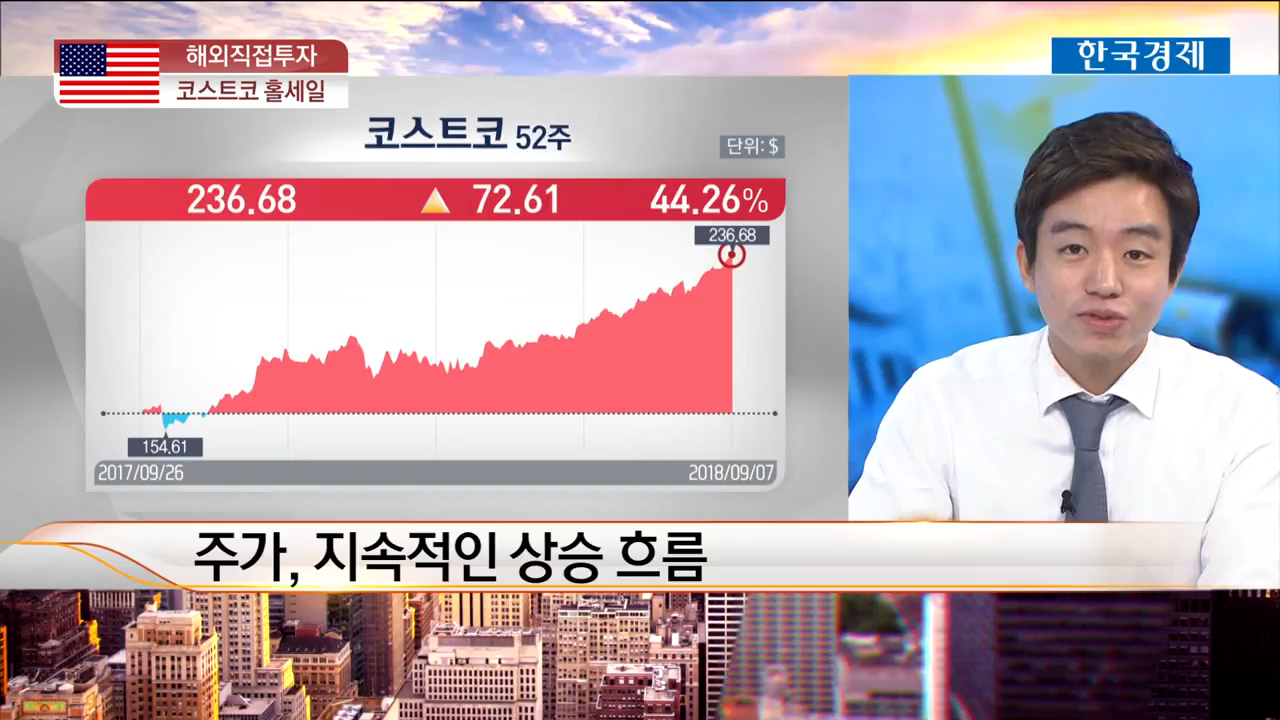 해외직접투자
코스트코 홀세일
한국경제
코스트코 52주
단위: $
236.68 ▲ 72.61 44.26%
236.68
154.61
2017/09/26
2018/09/07
주가, 지속적인 상승 흐름